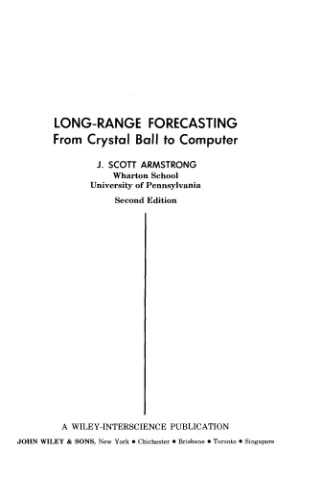 LONG-RANGE FORECASTING
From Crystal Ball to Computer
J. SCOTT ARMSTRONG
Wharton School
University of Pennsylvania
Second Edition
A WILEY-INTERSCIENCE PUBLICATION
JOHN WILEY & SONS, New York • Chichester • Brisbane • Toronto • Singapore